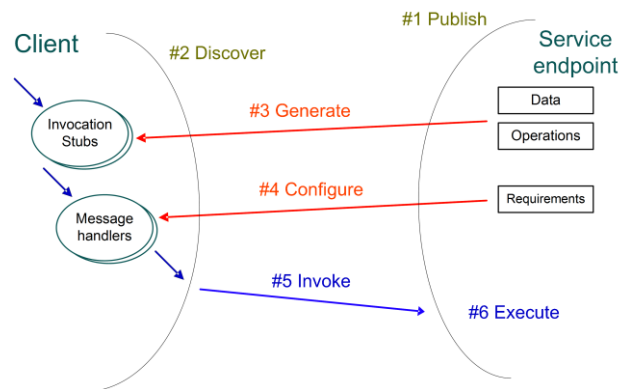 #1 Publish
Client
#2 Discover
Service
endpoint
Data
#3 Generate
Invocation
Stubs
Operations
#4 Configure
Requirements
Message
handlers
#5 Invoke
#6 Execute